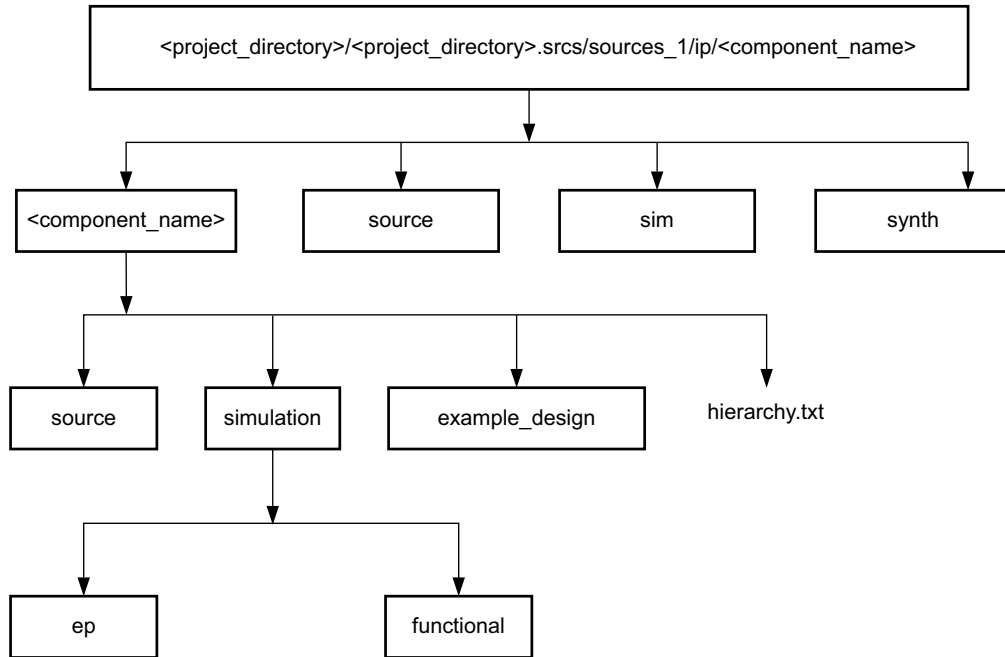 <project_directory>/<project_directory>.srcs/sources_1/ip/<component_name>
<component_name>
source
sim
synth
source
simulation
example_design
hierarchy.txt
ep
functional